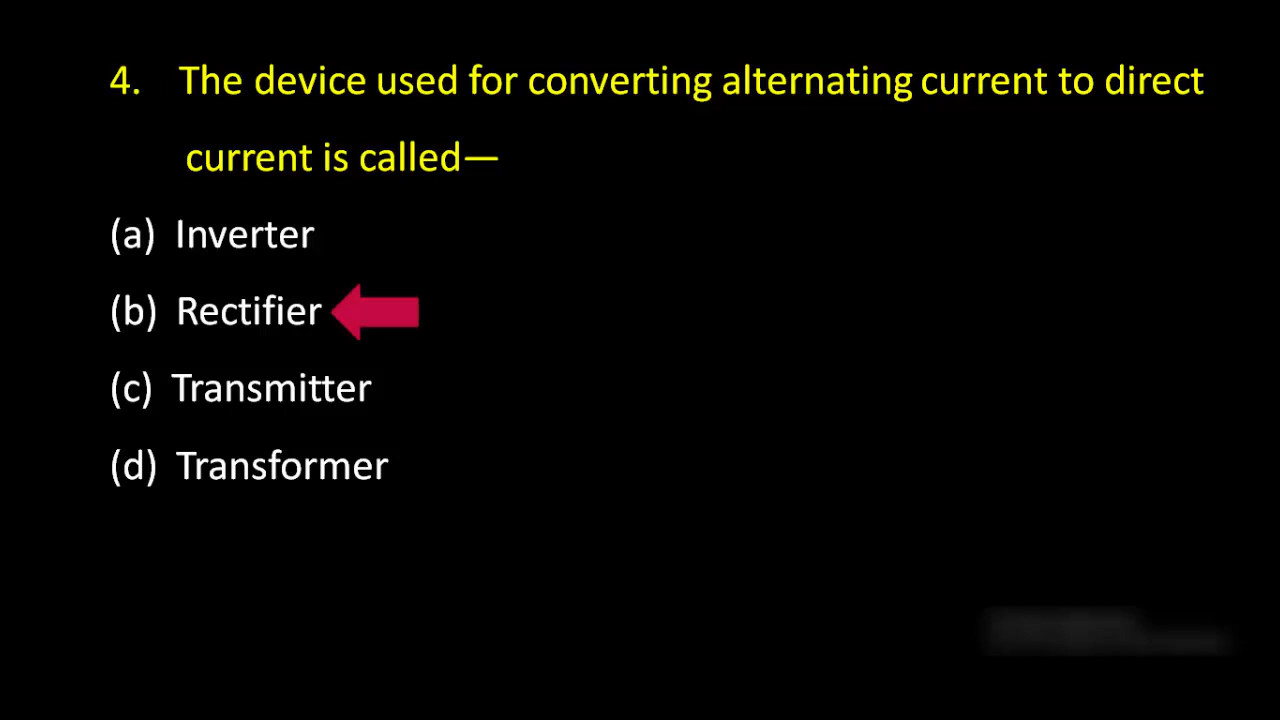 4. The device used for converting alternating current to direct
current is called—
(a) Inverter
(b) Rectifier
(c) Transmitter
(d) Transformer